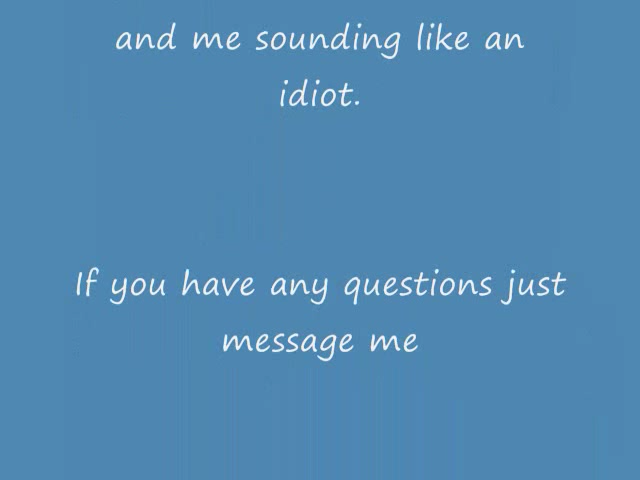 and me sounding like an
idiot.
If you have any questions just
message me